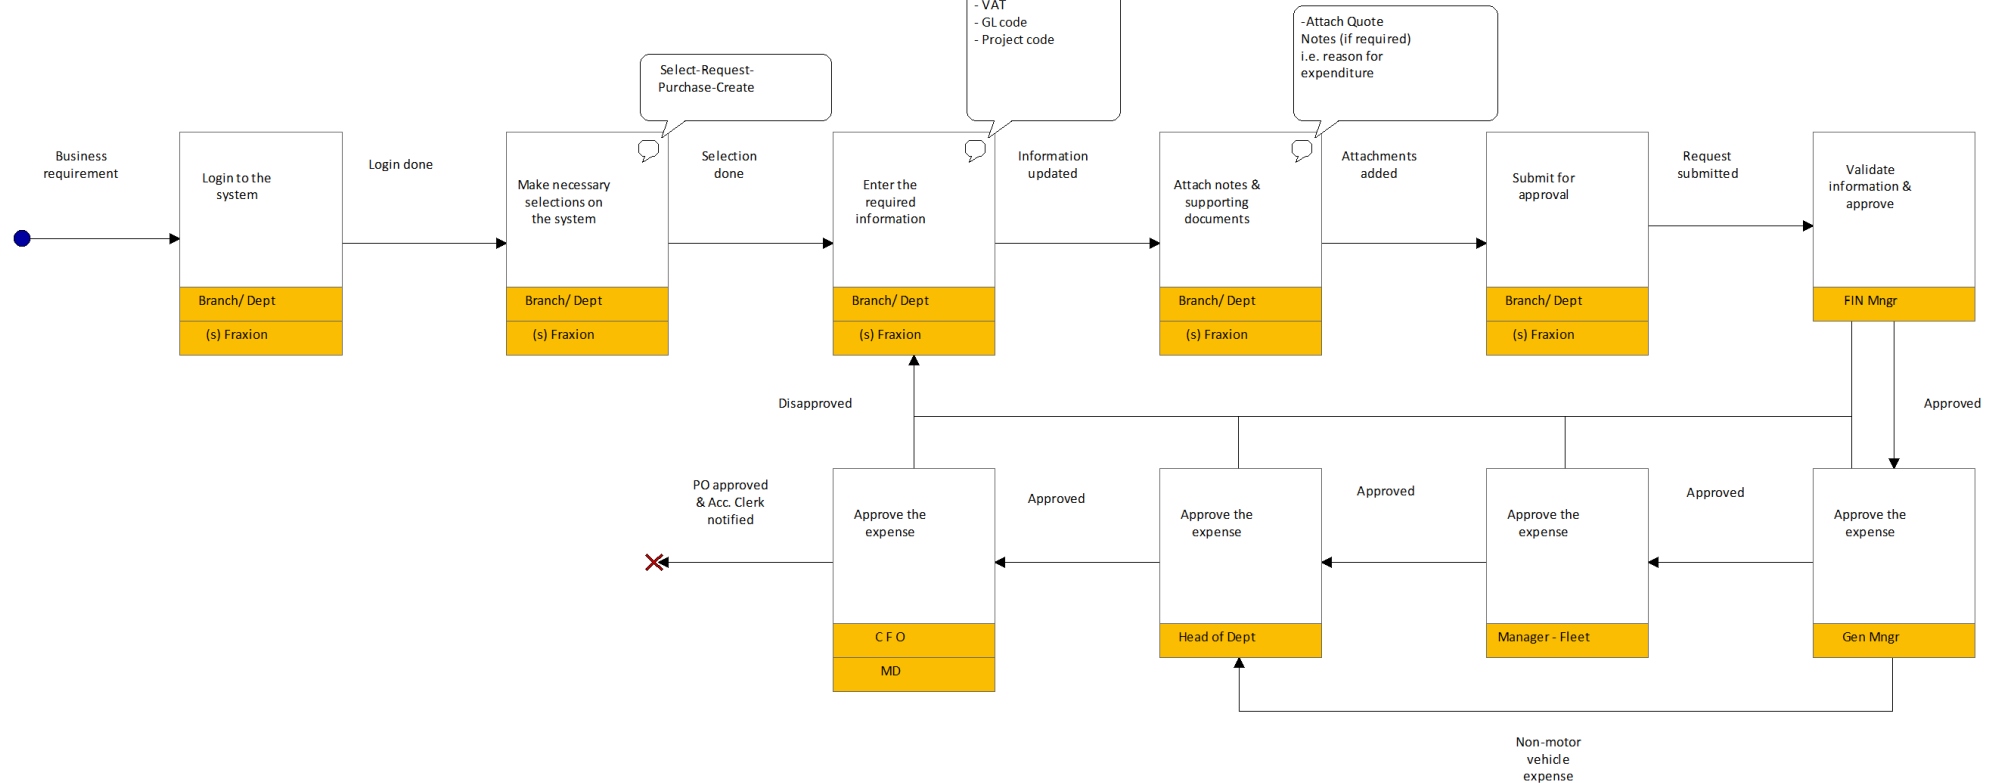 - VAT
- GL code
- Project code
-Attach Quote
Notes (if required)
i.e. reason for
expenditure
Select-Request-
Purchase-Create
Business
requirement
Login to the
system
Branch/ Dept
(s) Fraxion
Login done
Make necessary
selections on
the system
Branch/ Dept
(s) Fraxion
Selection
done
Enter the
required
information
Branch/ Dept
(s) Fraxion
Information
updated
Attach notes &
supporting
documents
Branch/ Dept
(s) Fraxion
Attachments
added
Submit for
approval
Branch/ Dept
(s) Fraxion
Request
submitted
Validate
information &
approve
FIN Mngr
Disapproved
Approved
PO approved
& Acc. Clerk
notified
Approve the
expense
C F O
MD
Approved
Approve the
expense
Head of Dept
Approved
Approve the
expense
Manager - Fleet
Approved
Approve the
expense
Gen Mngr
Non-motor
vehicle
expense